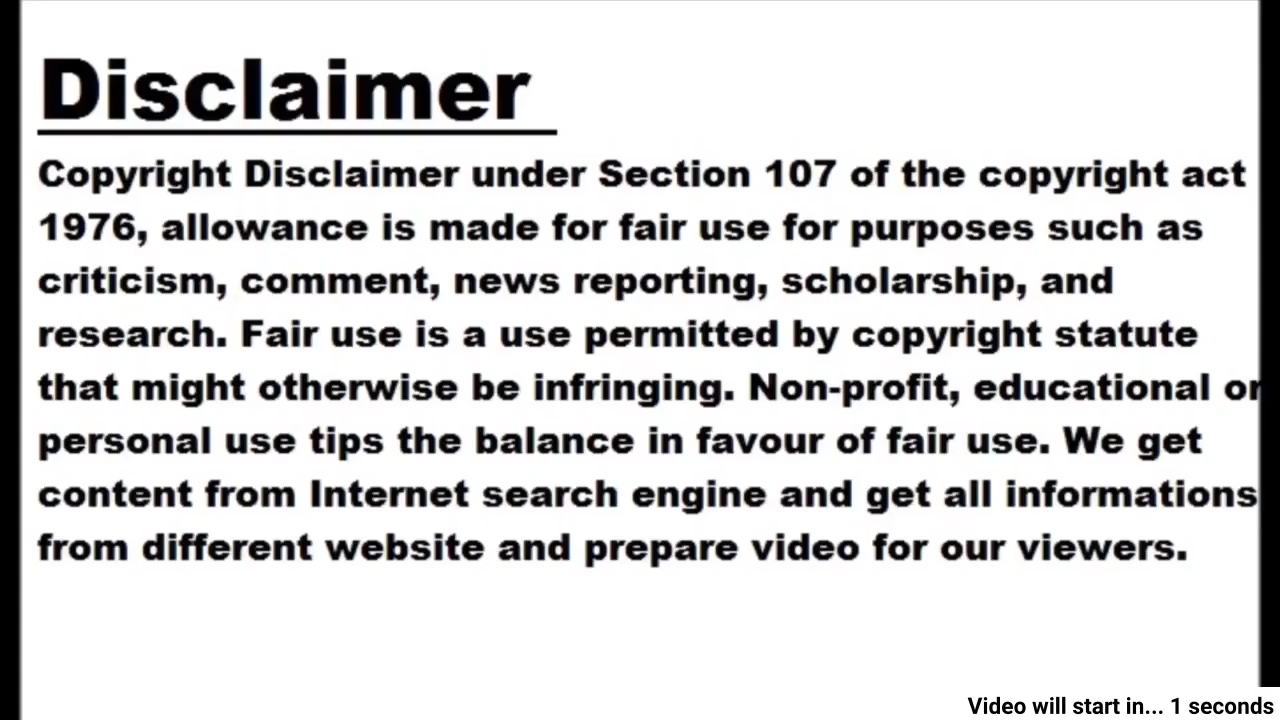 Disclaimer
Copyright Disclaimer under Section 107 of the copyright act
1976, allowance is made for fair use for purposes such as
criticism, comment, news reporting, scholarship, and
research. Fair use is a use permitted by copyright statute
that might otherwise be infringing. Non-profit, educational or
personal use tips the balance in favour of fair use. We get
content from Internet search engine and get all informations
from different website and prepare video for our viewers.
Video will start in... 1 seconds